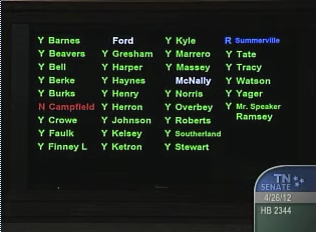 Y Barnes
Y Beavers
Y Bell
Y Berke
Y Burks
N Campfield
Y Crowe
Y Faulk
Y Finney L
Ford
Y Gresham
Y Harper
Y Haynes
Y Henry
Y Herron
Y Johnson
Y Kelsey
Y Ketron
Y Kyle
Y Marrero
Y Massey
McNally
Y Norris
Y Overbey
Y Roberts
Y Southerland
Y Stewart
R Summerville
Y Tate
Y Tracy
Y Watson
Y Yager
Y Mr. Speaker
Ramsey
TN
SENATE
4/26/12
HB 2344